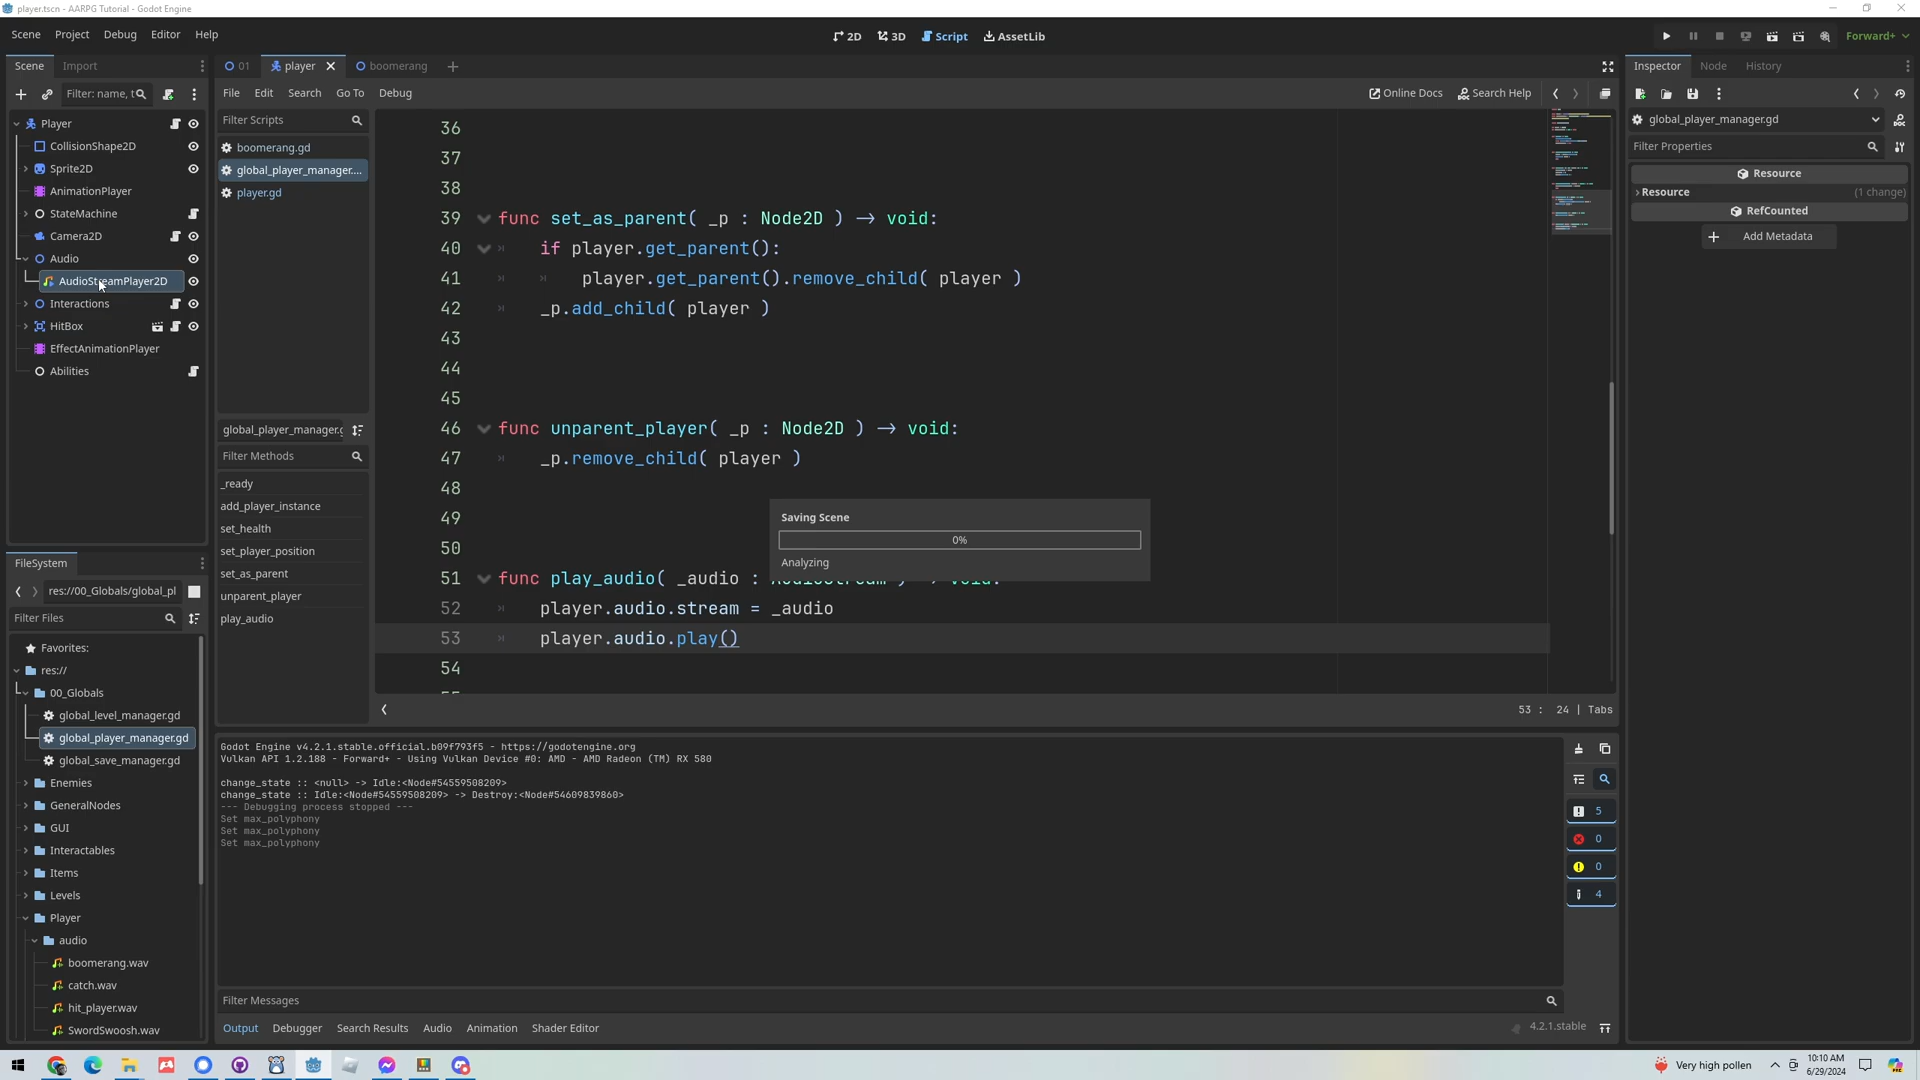 player.tscn - AARPG Tutorial - Godot Engine
Scene Project Debug Editor Help
2D 3D Script AssetLib
Forward+
Scene Import
01 player boomerang
Inspector Node History
Filter: name, t
File Edit Search Go To Debug
Online Docs Search Help
Player
CollisionShape2D
Sprite2D
AnimationPlayer
StateMachine
Camera2D
Audio
AudioStreamPlayer2D
Interactions
HitBox
EffectAnimationPlayer
Abilities
Filter Scripts
boomerang.gd
global_player_manager....
player.gd
global_player_manager.g
Filter Methods
_ready
add_player_instance
set_health
set_player_position
set_as_parent
unparent_player
play_audio
36
37
38
39 func set_as_parent( _p : Node2D ) -> void:
40 if player.get_parent():
41 player.get_parent().remove_child( player )
42 _p.add_child( player )
43
44
45
46 func unparent_player( _p : Node2D ) -> void:
47 _p.remove_child( player )
48
49
50
51 func play_audio( _audio : AudioStream ) -> void:
52 player.audio.stream = _audio
53 player.audio.play()
54
Saving Scene
0%
Analyzing
53 : 24 | Tabs
global_player_manager.gd
Filter Properties
Resource
Resource (1 change)
RefCounted
Add Metadata
FileSystem
res://00_Globals/global_pl
Filter Files
Favorites:
res://
00_Globals
global_level_manager.gd
global_player_manager.gd
global_save_manager.gd
Enemies
GeneralNodes
GUI
Interactables
Items
Levels
Player
audio
boomerang.wav
catch.wav
hit_player.wav
SwordSwoosh.wav
Godot Engine v4.2.1.stable.official.b09f793f5 - https://godotengine.org
Vulkan API 1.2.188 - Forward+ - Using Vulkan Device #0: AMD - AMD Radeon (TM) RX 580
change_state :: <null> -> Idle:<Node#54559508209>
change_state :: Idle:<Node#54559508209> -> Destroy:<Node#54609839860>
--- Debugging process stopped ---
Set max_polyphony
Set max_polyphony
Set max_polyphony
5
0
0
4
Filter Messages
Output Debugger Search Results Audio Animation Shader Editor
4.2.1.stable
Very high pollen
10:10 AM
6/29/2024